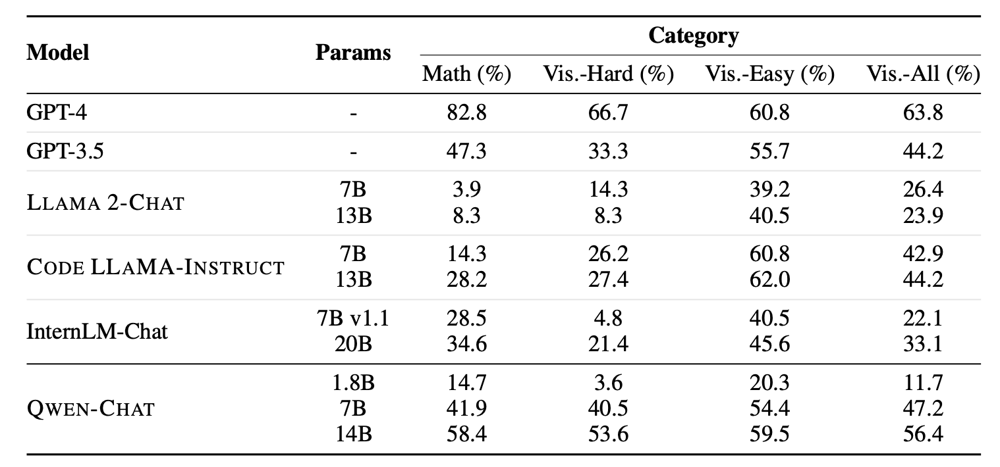 Model Params Category
Math (%) Vis.-Hard (%) Vis.-Easy (%) Vis.-All (%)
GPT-4 - 82.8 66.7 60.8 63.8
GPT-3.5 - 47.3 33.3 55.7 44.2
LLAMA 2-CHAT 7B 3.9 14.3 39.2 26.4
13B 8.3 8.3 40.5 23.9
CODE LLAMA-INSTRUCT 7B 14.3 26.2 60.8 42.9
13B 28.2 27.4 62.0 44.2
InternLM-Chat 7B v1.1 28.5 4.8 40.5 22.1
20B 34.6 21.4 45.6 33.1
QWEN-CHAT 1.8B 14.7 3.6 20.3 11.7
7B 41.9 40.5 54.4 47.2
14B 58.4 53.6 59.5 56.4